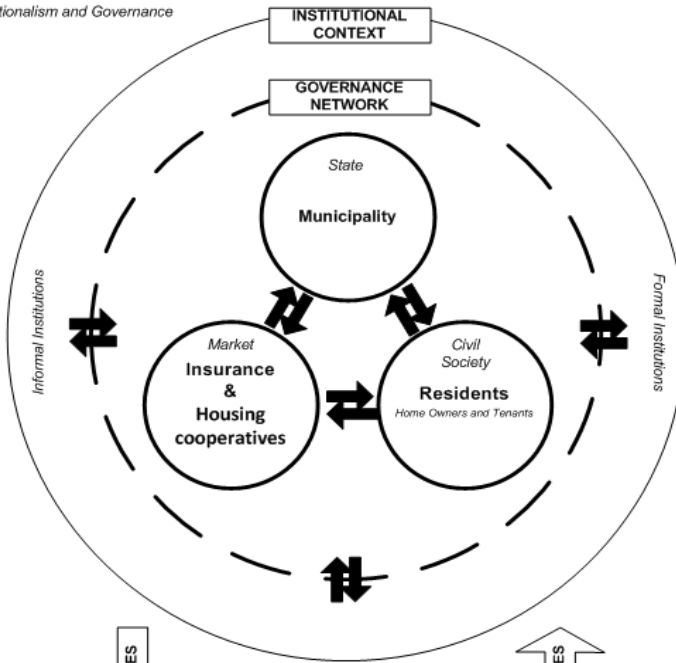 and Governance
INSTITUTIONAL
CONTEXT
GOVERNANCE
NETWORK
State
Municipality
Informal Institutions
Formal Institutions
Market
Insurance
&
Housing
cooperatives
Civil
Society
Residents
Home Owners and Tenants